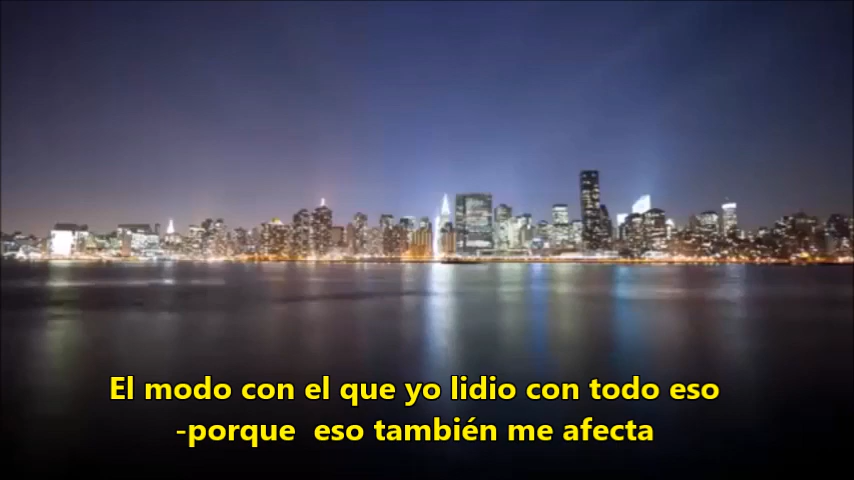 El modo con el que yo lidio con todo eso
-porque  eso también me afecta